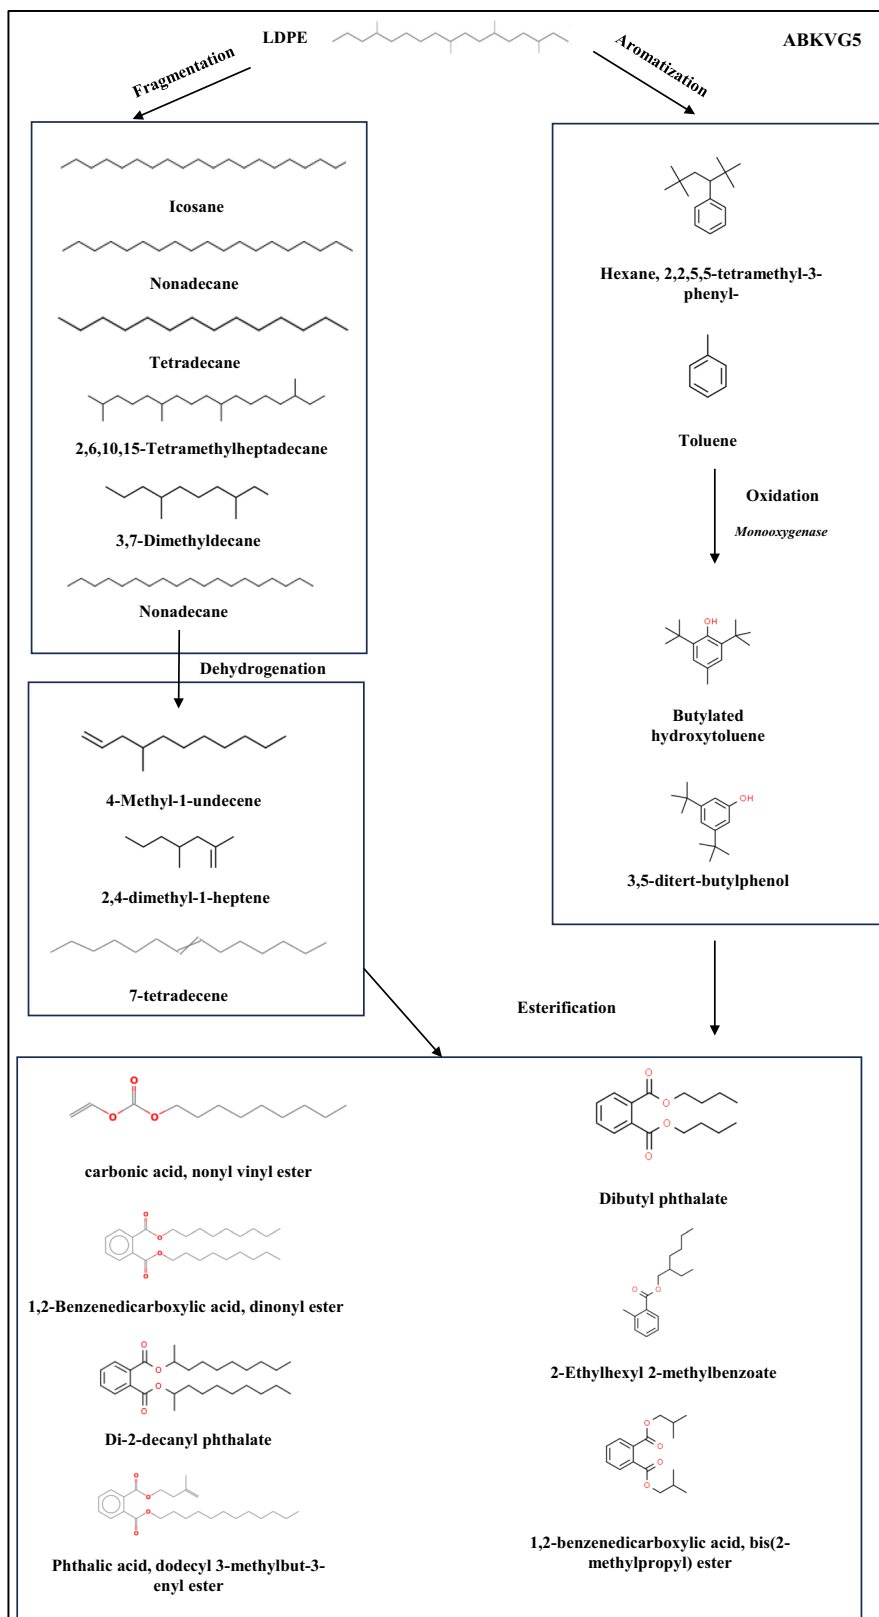 LDPE
ABKVG5
Fragmentation
Aromatization
Icosane
Nonadecane
Tetradecane
2,6,10,15-Tetramethylheptadecane
3,7-Dimethyldecane
Nonadecane
Dehydrogenation
4-Methyl-1-undecene
2,4-dimethyl-1-heptene
7-tetradecene
Hexane, 2,2,5,5-tetramethyl-3-
phenyl-
Toluene
Oxidation
Monooxygenase
OH
Butylated
hydroxytoluene
OH
3,5-ditert-butylphenol
Esterification
O
O
O
carbonic acid, nonyl vinyl ester
O
O
O
O
1,2-Benzenedicarboxylic acid, dinonyl ester
O
O
O
O
Di-2-decanyl phthalate
O
O
O
O
Phthalic acid, dodecyl 3-methylbut-3-
enyl ester
O
O
O
O
Dibutyl phthalate
O
O
2-Ethylhexyl 2-methylbenzoate
O
O
O
O
1,2-benzenedicarboxylic acid, bis(2-
methylpropyl) ester